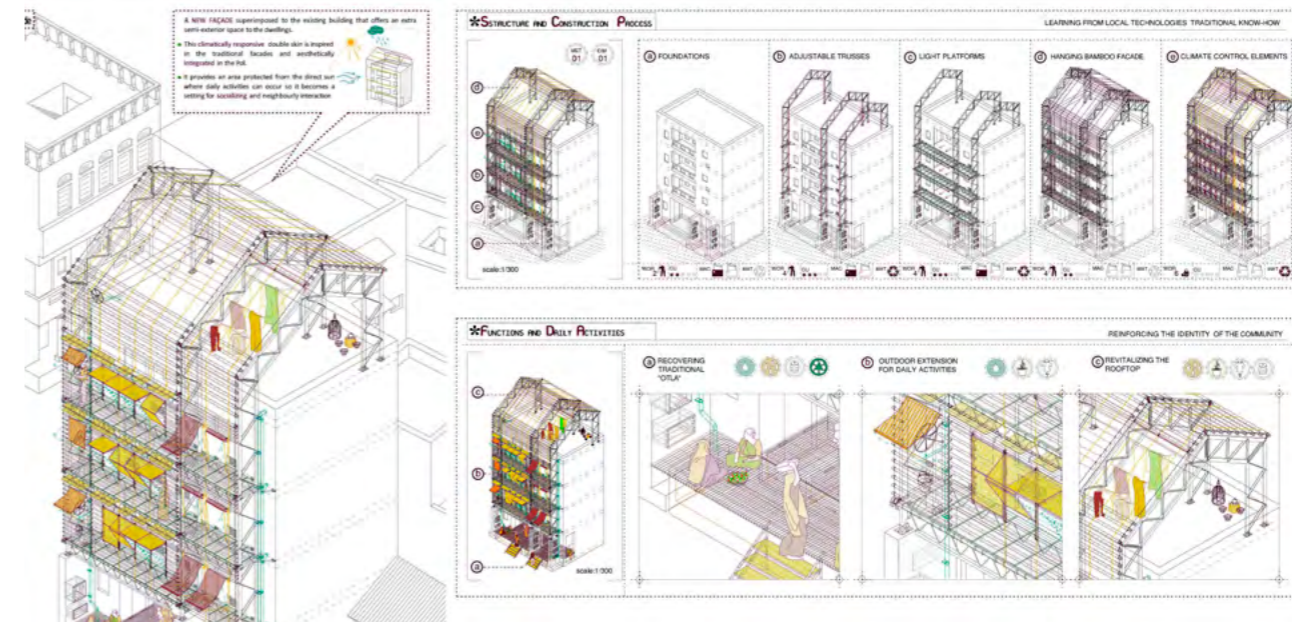 A NEW FAÇADE superimposed to the existing building that offers an extra
semi-exterior space to the dwellings.
This climatically responsive double skin is inspired
in the traditional facades and aesthetically
integrated in the Pol.
It provides an area protected from the direct sun
where daily activities can occur so it becomes a
setting for socializing and neighbourly interaction
*SSTRUCTURE AND CONSTRUCTION PROCESS
LEARNING FROM LOCAL TECHNOLOGIES TRADITIONAL KNOW-HOW
01 01
d
e
b
c
a
scale:1/300
a FOUNDATIONS
b ADJUSTABLE TRUSSES
c LIGHT PLATFORMS
d HANGING BAMBOO FACADE
e CLIMATE CONTROL ELEMENTS
*FUNCTIONS AND DAILY ACTIVITIES
REINFORCING THE IDENTITY OF THE COMMUNITY
c
b
a
scale:1/300
a RECOVERING
TRADITIONAL
"OTLA"
b OUTDOOR EXTENSION
FOR DAILY ACTIVITIES
c REVITALIZING THE
ROOFTOP